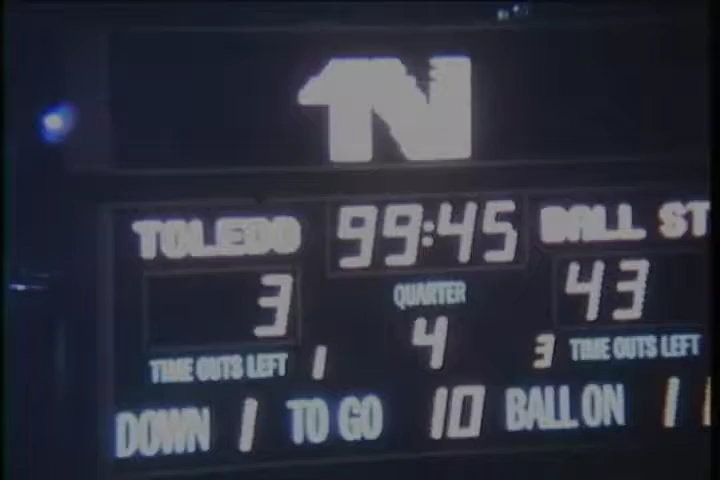 TOLEDO 99:45 BALL ST
3 QUARTER 43
TIME OUTS LEFT 1 4 3 TIME OUTS LEFT
DOWN 1 TO GO 10 BALL ON 1